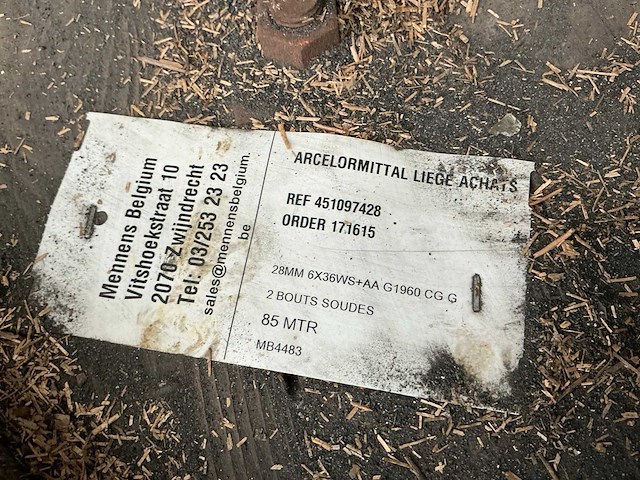 Mennens Belgium
Vitshoekstraat 10
2070 Zwijndrecht
Tel: 03/253 23 23
sales@mennensbelgium.
be
ARCELORMITTAL LIEGE ACHATS
REF 451097428
ORDER 171615
28MM 6X36WS+AA G1960 CG G
2 BOUTS SOUDES
85 MTR
MB4483